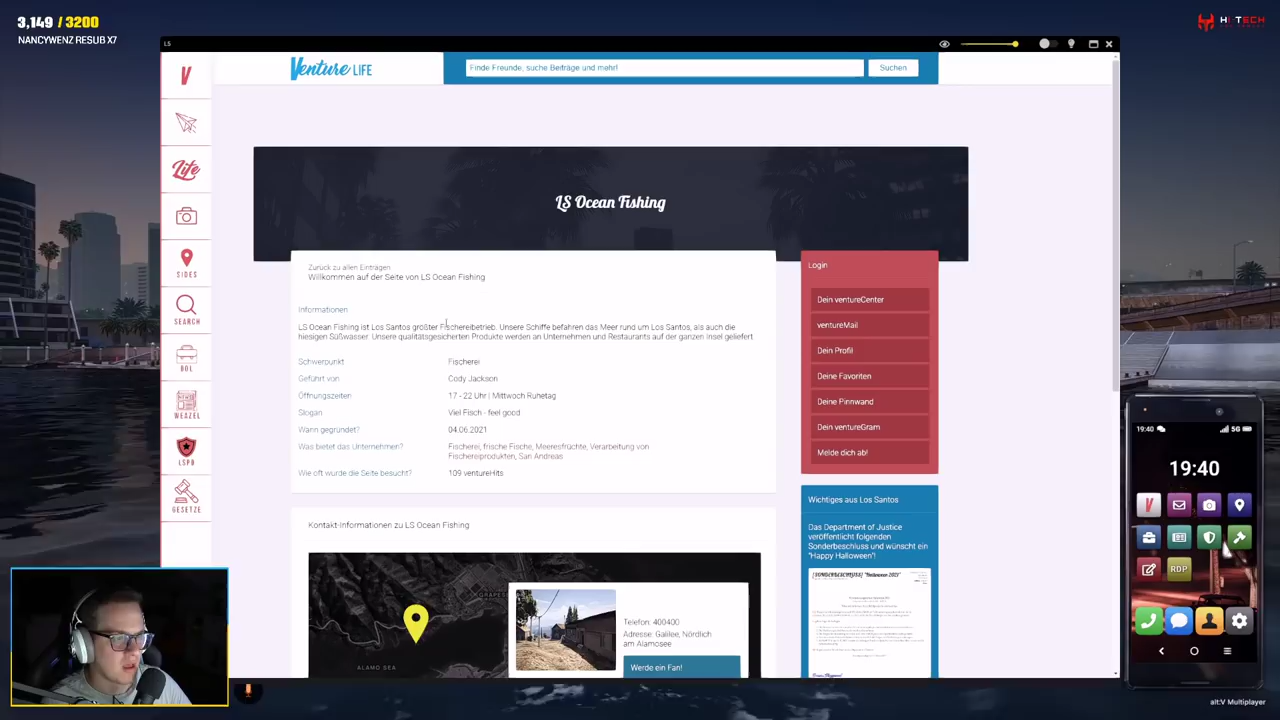 3,149 / 3200
NANCYWENZ RESUB X7
HI TECH
LS
Venture LIFE
Finde Freunde, suche Beiträge und mehr!
Suchen
V
Life
SIDES
SEARCH
WEAZEL
LSPD
GESETZE
LS Ocean Fishing
Zurück zu allen Einträgen
Willkommen auf der Seite von LS Ocean Fishing
Informationen
LS Ocean Fishing ist Los Santos größter Fischereibetrieb. Unsere Schiffe befahren das Meer rund um Los Santos, als auch die
hiesigen Süßwasser. Unsere qualitätsgesicherten Produkte werden an Unternehmen und Restaurants auf der ganzen Insel geliefert
Schwerpunkt
Fischerei
Geführt von
Cody Jackson
Öffnungszeiten
17 - 22 Uhr | Mittwoch Ruhetag
Slogan
Viel Fisch - feel good
Wann gegründet?
04.06.2021
Was bietet das Unternehmen?
Fischerei, frische Fische, Meeresfrüchte, Verarbeitung von
Fischereiprodukten, San Andreas
Wie oft wurde die Seite besucht?
109 ventureHits
Kontakt-Informationen zu LS Ocean Fishing
GRAPESE
ALAMO SEA
Telefon: 400400
Adresse: Galilee, Nördlich
am Alamosee
Werde ein Fan!
Login
Dein ventureCenter
ventureMail
Dein Profil
Deine Favoriten
Deine Pinnwand
Dein ventureGram
Melde dich ab!
Wichtiges aus Los Santos
Das Department of Justice
veröffentlicht folgenden
Sonderbeschluss und wünscht ein
"Happy Halloween"!
19:40
5G
19:40
V
RDP
alt:V Multiplayer